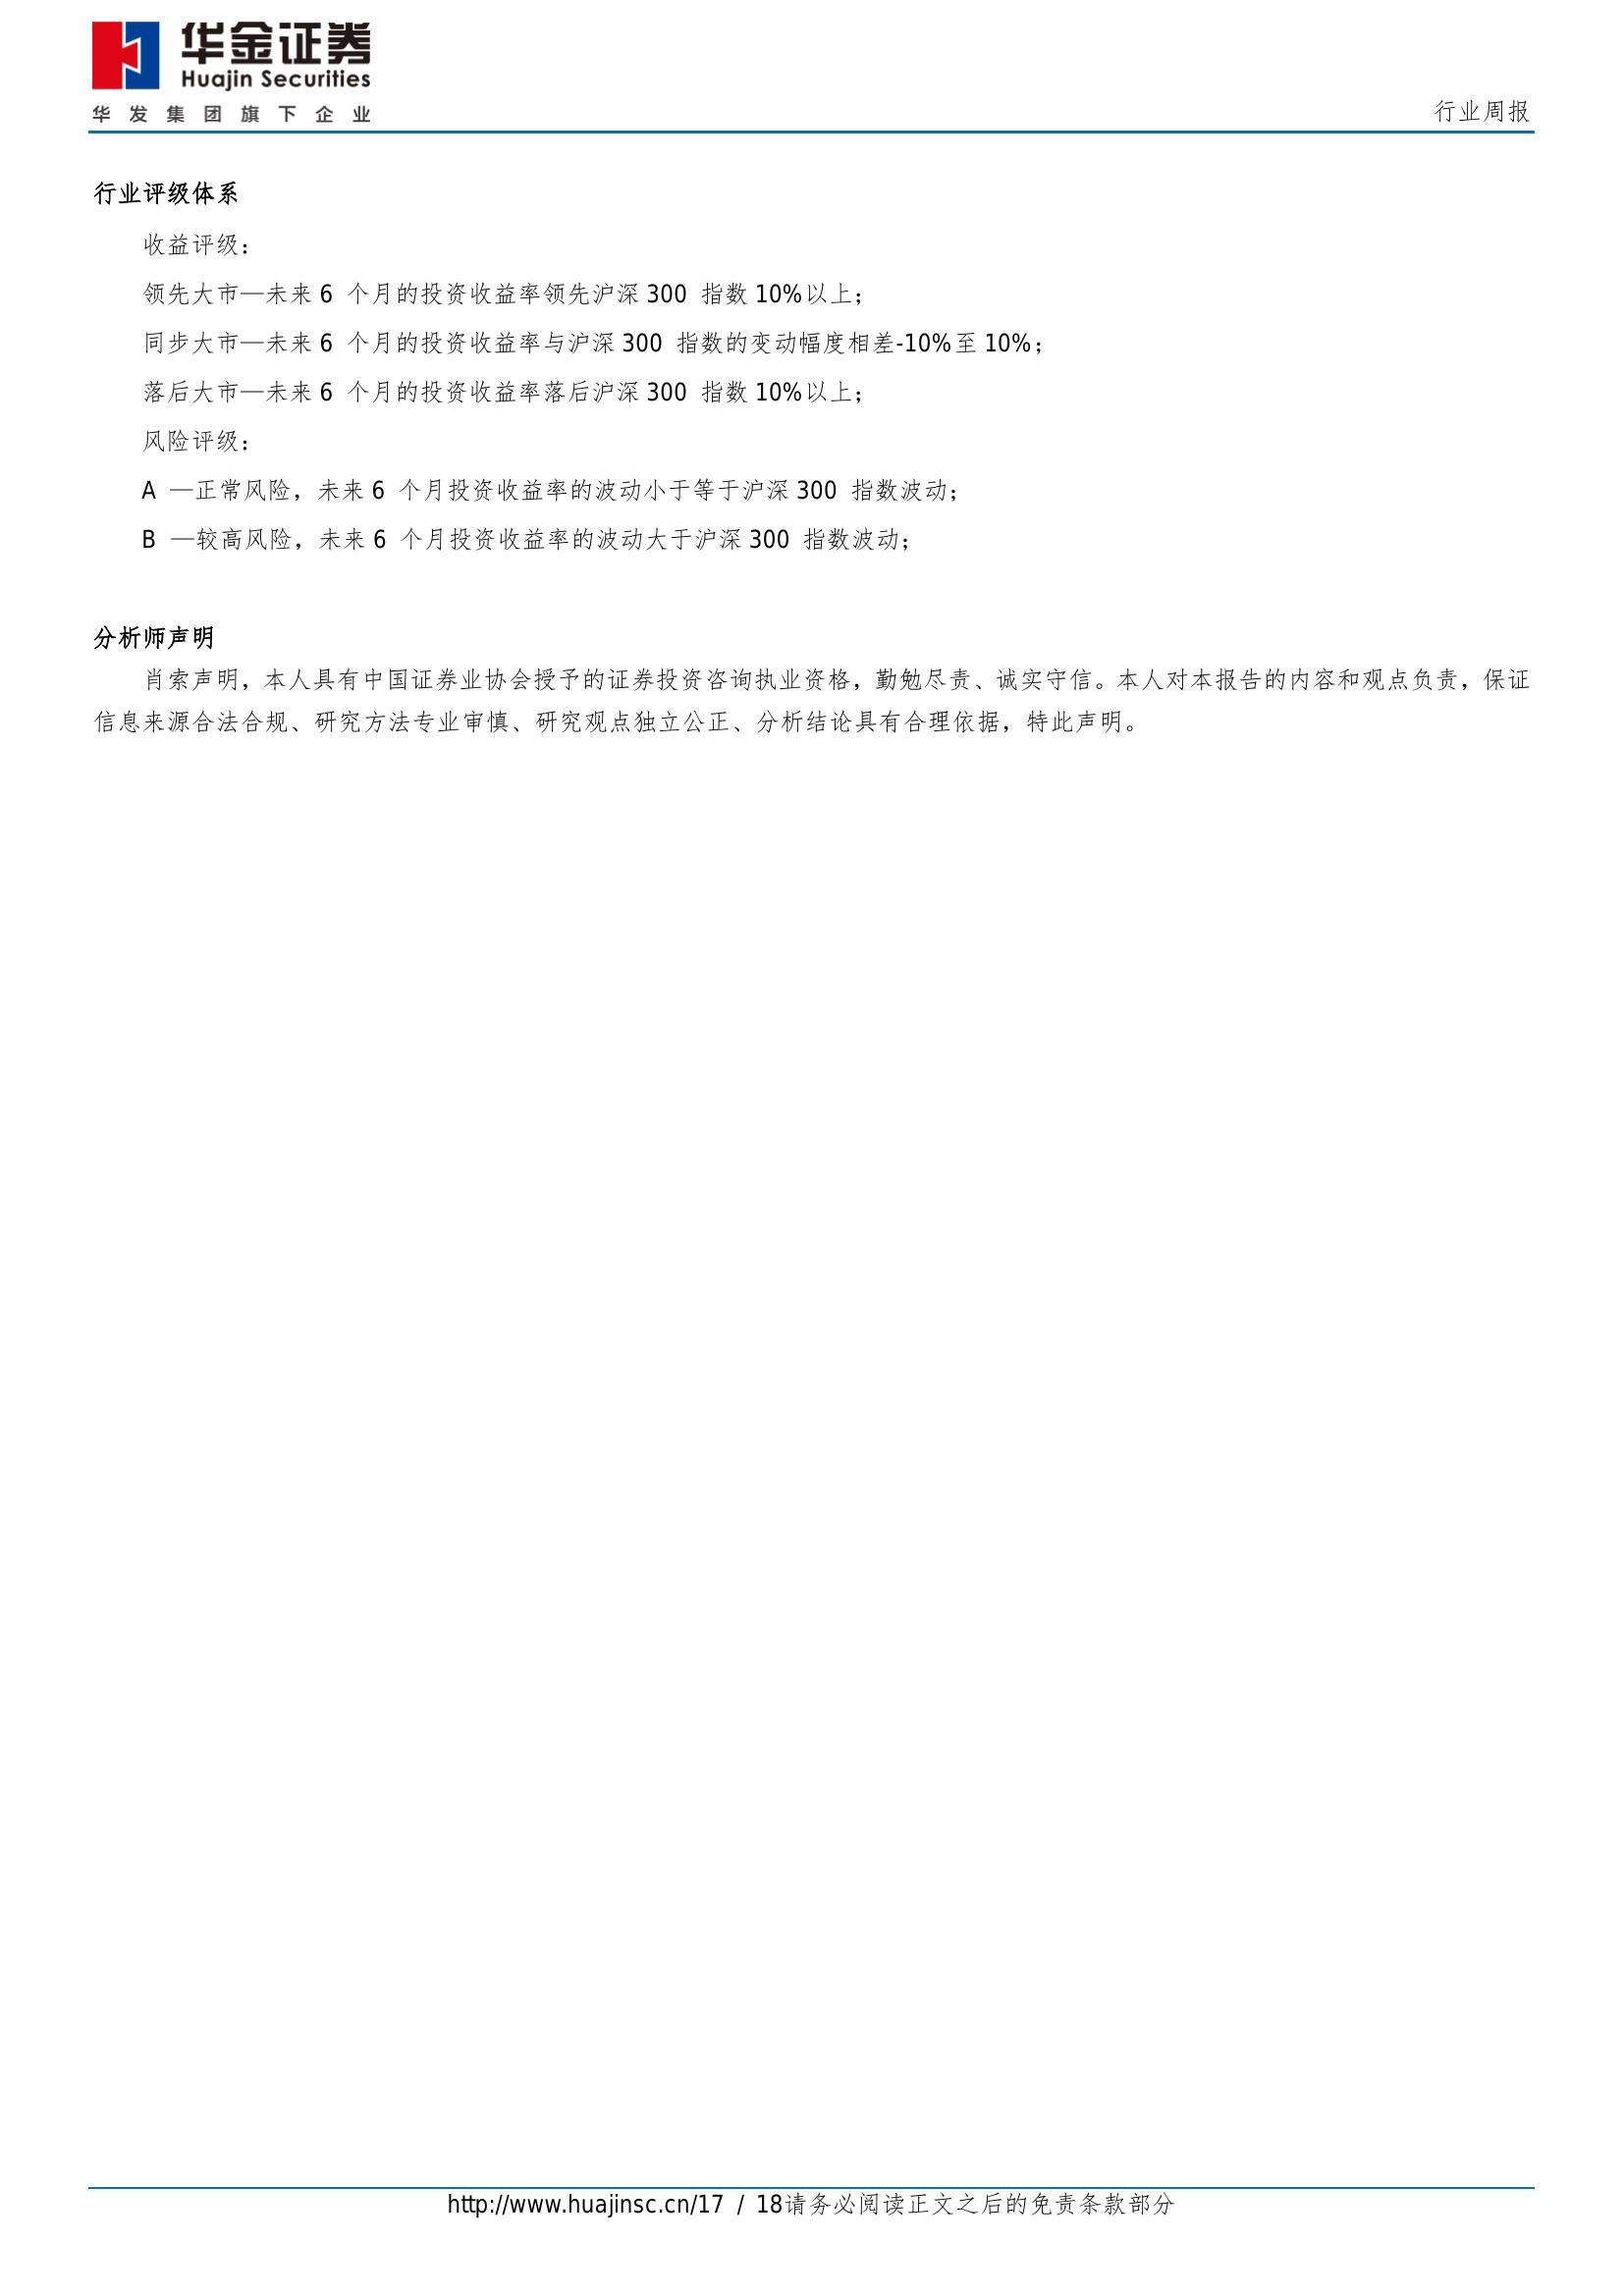 华金证券
Huajin Securities
华发集团旗下企业
行业周报
行业评级体系
收益评级：
领先大市—未来 6 个月的投资收益率领先沪深 300 指数 10%以上；
同步大市—未来 6 个月的投资收益率与沪深 300 指数的变动幅度相差-10%至 10%；
落后大市—未来 6 个月的投资收益率落后沪深 300 指数 10%以上；
风险评级：
A —正常风险，未来 6 个月投资收益率的波动小于等于沪深 300 指数波动；
B —较高风险，未来 6 个月投资收益率的波动大于沪深 300 指数波动；
分析师声明
肖索声明，本人具有中国证券业协会授予的证券投资咨询执业资格，勤勉尽责、诚实守信。本人对本报告的内容和观点负责，保证
信息来源合法合规、研究方法专业审慎、研究观点独立公正、分析结论具有合理依据，特此声明。
http://www.huajinsc.cn/17 / 18请务必阅读正文之后的免责条款部分